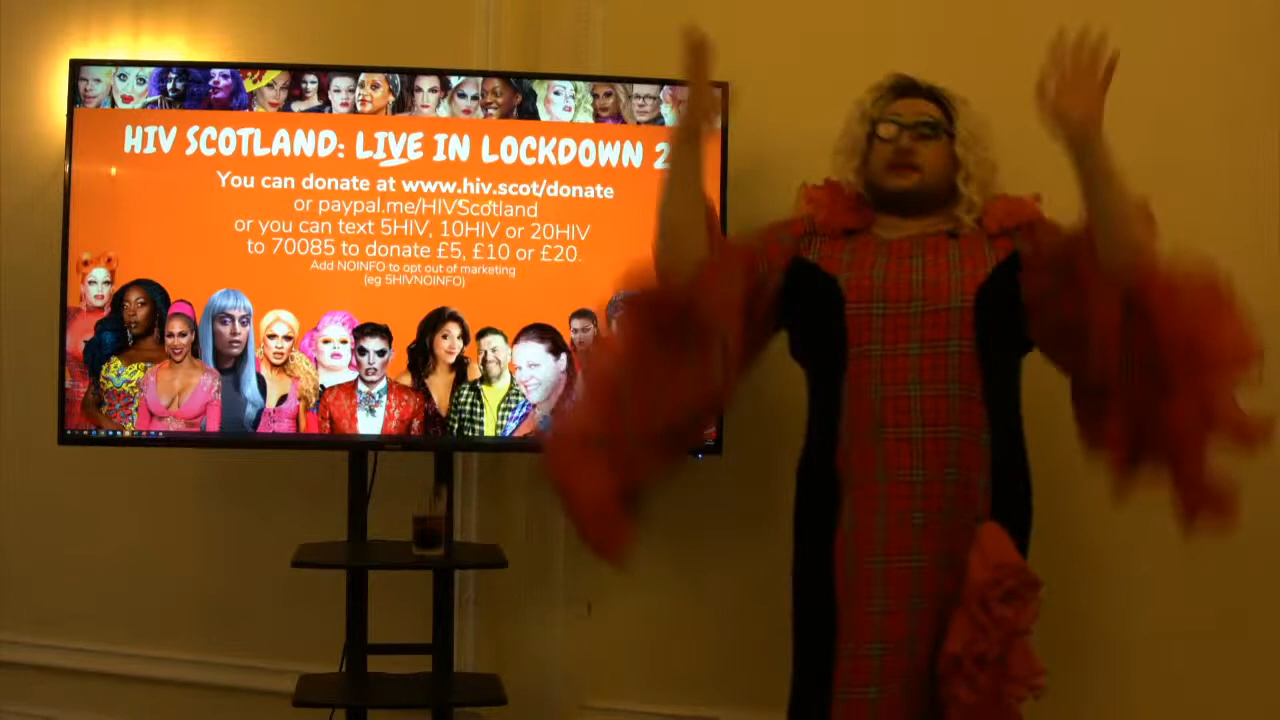 HIV SCOTLAND: LIVE IN LOCKDOWN 2
You can donate at www.hiv.scot/donate
or paypal.me/HIVScotland
or you can text 5HIV, 10HIV or 20HIV
to 70085 to donate £5, £10 or £20.
Add NOINFO to opt out of marketing
(eg 5HIVNOINFO)